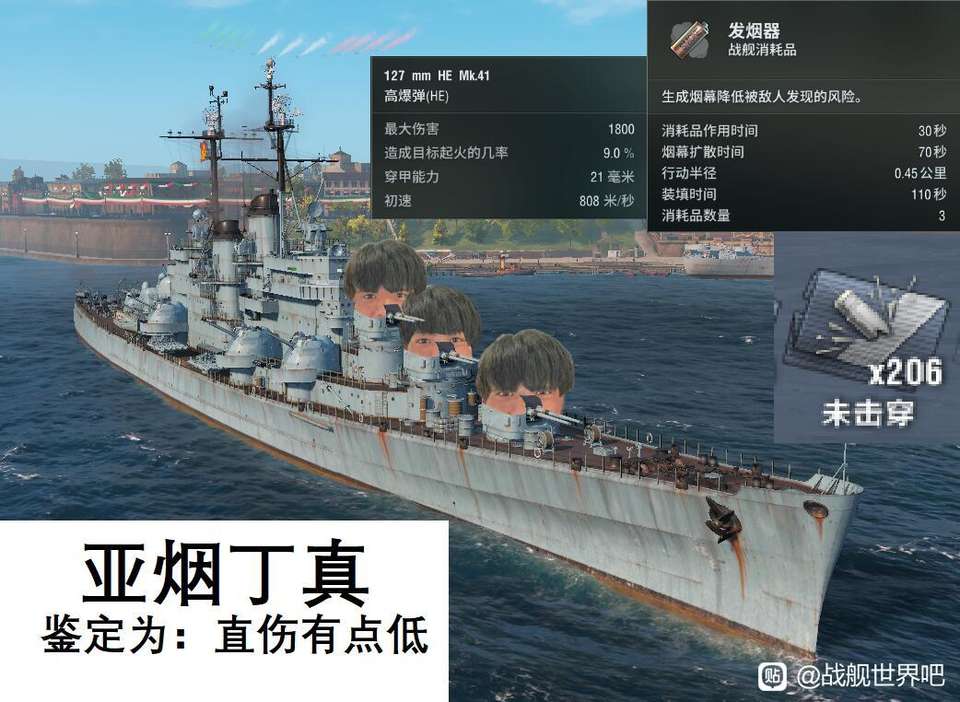 127 mm HE Mk.41
高爆弹(HE)
最大伤害 1800
造成目标起火的几率 9.0 %
穿甲能力 21 毫米
初速 808 米/秒
发烟器
战舰消耗品
生成烟幕降低被敌人发现的风险。
消耗品作用时间 30秒
烟幕扩散时间 70秒
行动半径 0.45公里
装填时间 110秒
消耗品数量 3
x206
未击穿
亚烟丁真
鉴定为：直伤有点低
贴 @战舰世界吧